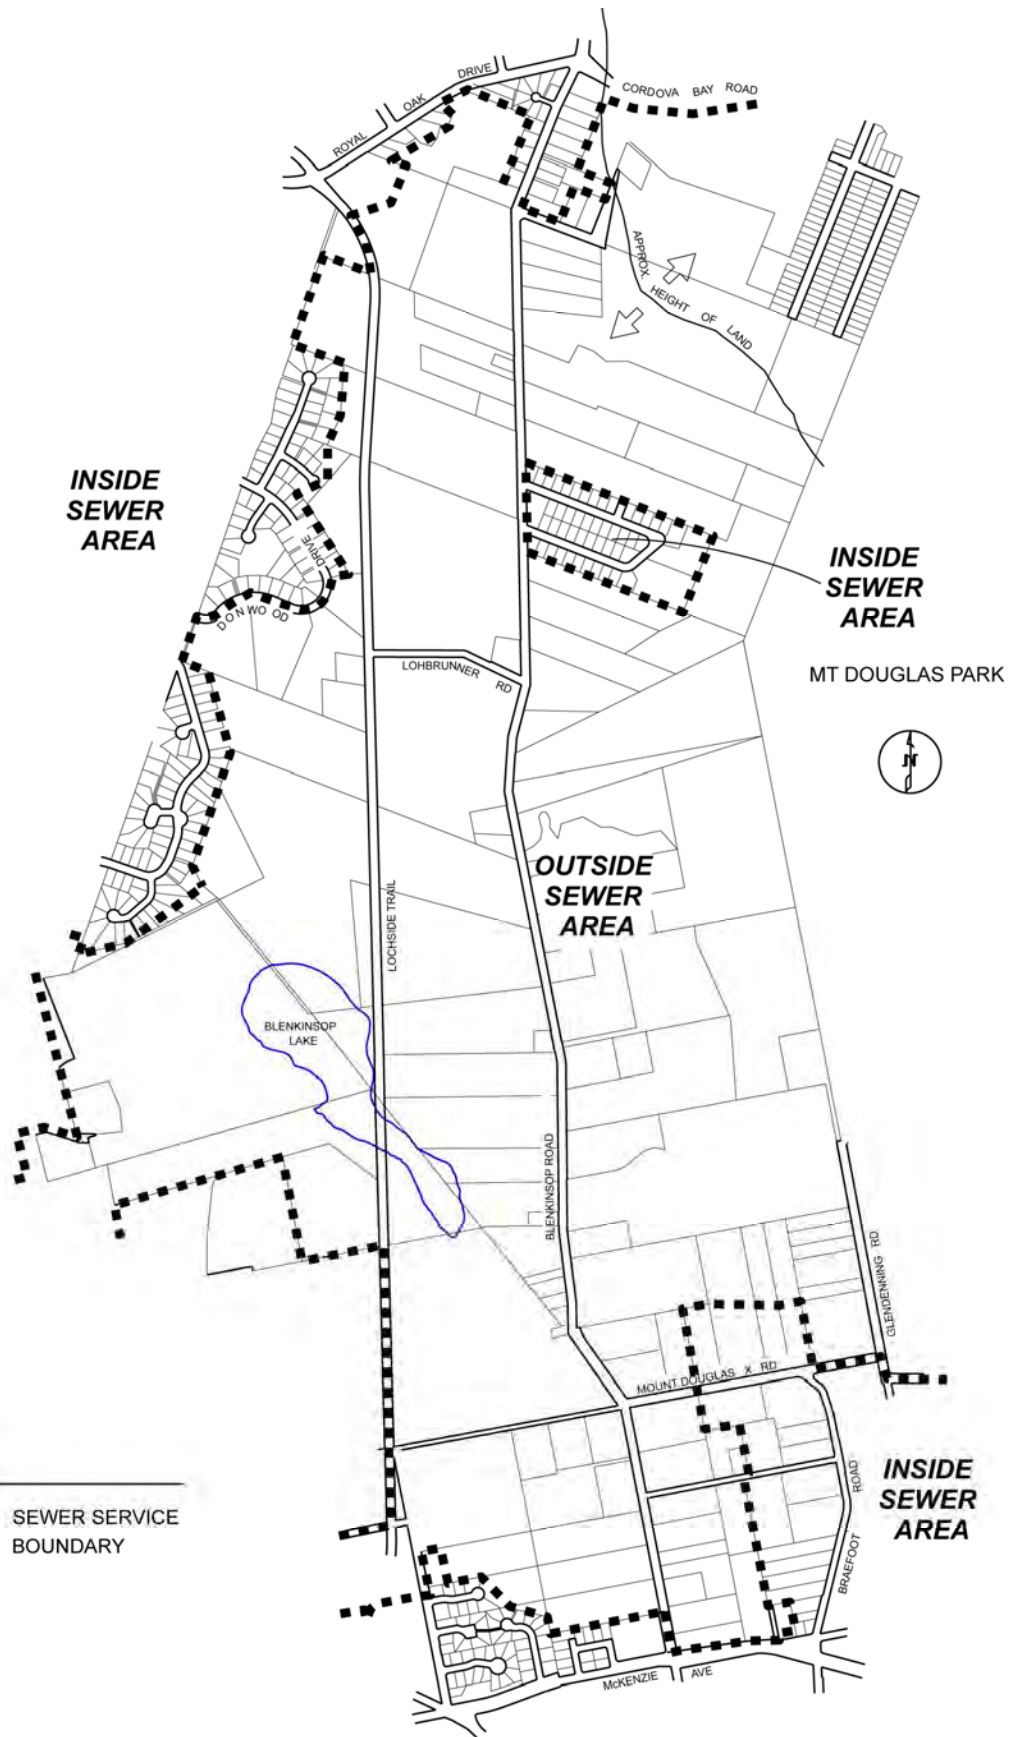 DRIVE
OAK
ROYAL
CORDOVA BAY ROAD
APPROX. HEIGHT OF LAND
INSIDE
SEWER
AREA
INSIDE
SEWER
AREA
DRIVE
DONWOOD
LOHBRUNNER RD
MT DOUGLAS PARK
N
OUTSIDE
SEWER
AREA
LOCHSIDE TRAIL
BLENKINSOP
LAKE
BLENKINSOP ROAD
GLENDENNING RD
MOUNT DOUGLAS X RD
INSIDE
SEWER
AREA
BRAEFOOT ROAD
SEWER SERVICE
BOUNDARY
McKENZIE AVE